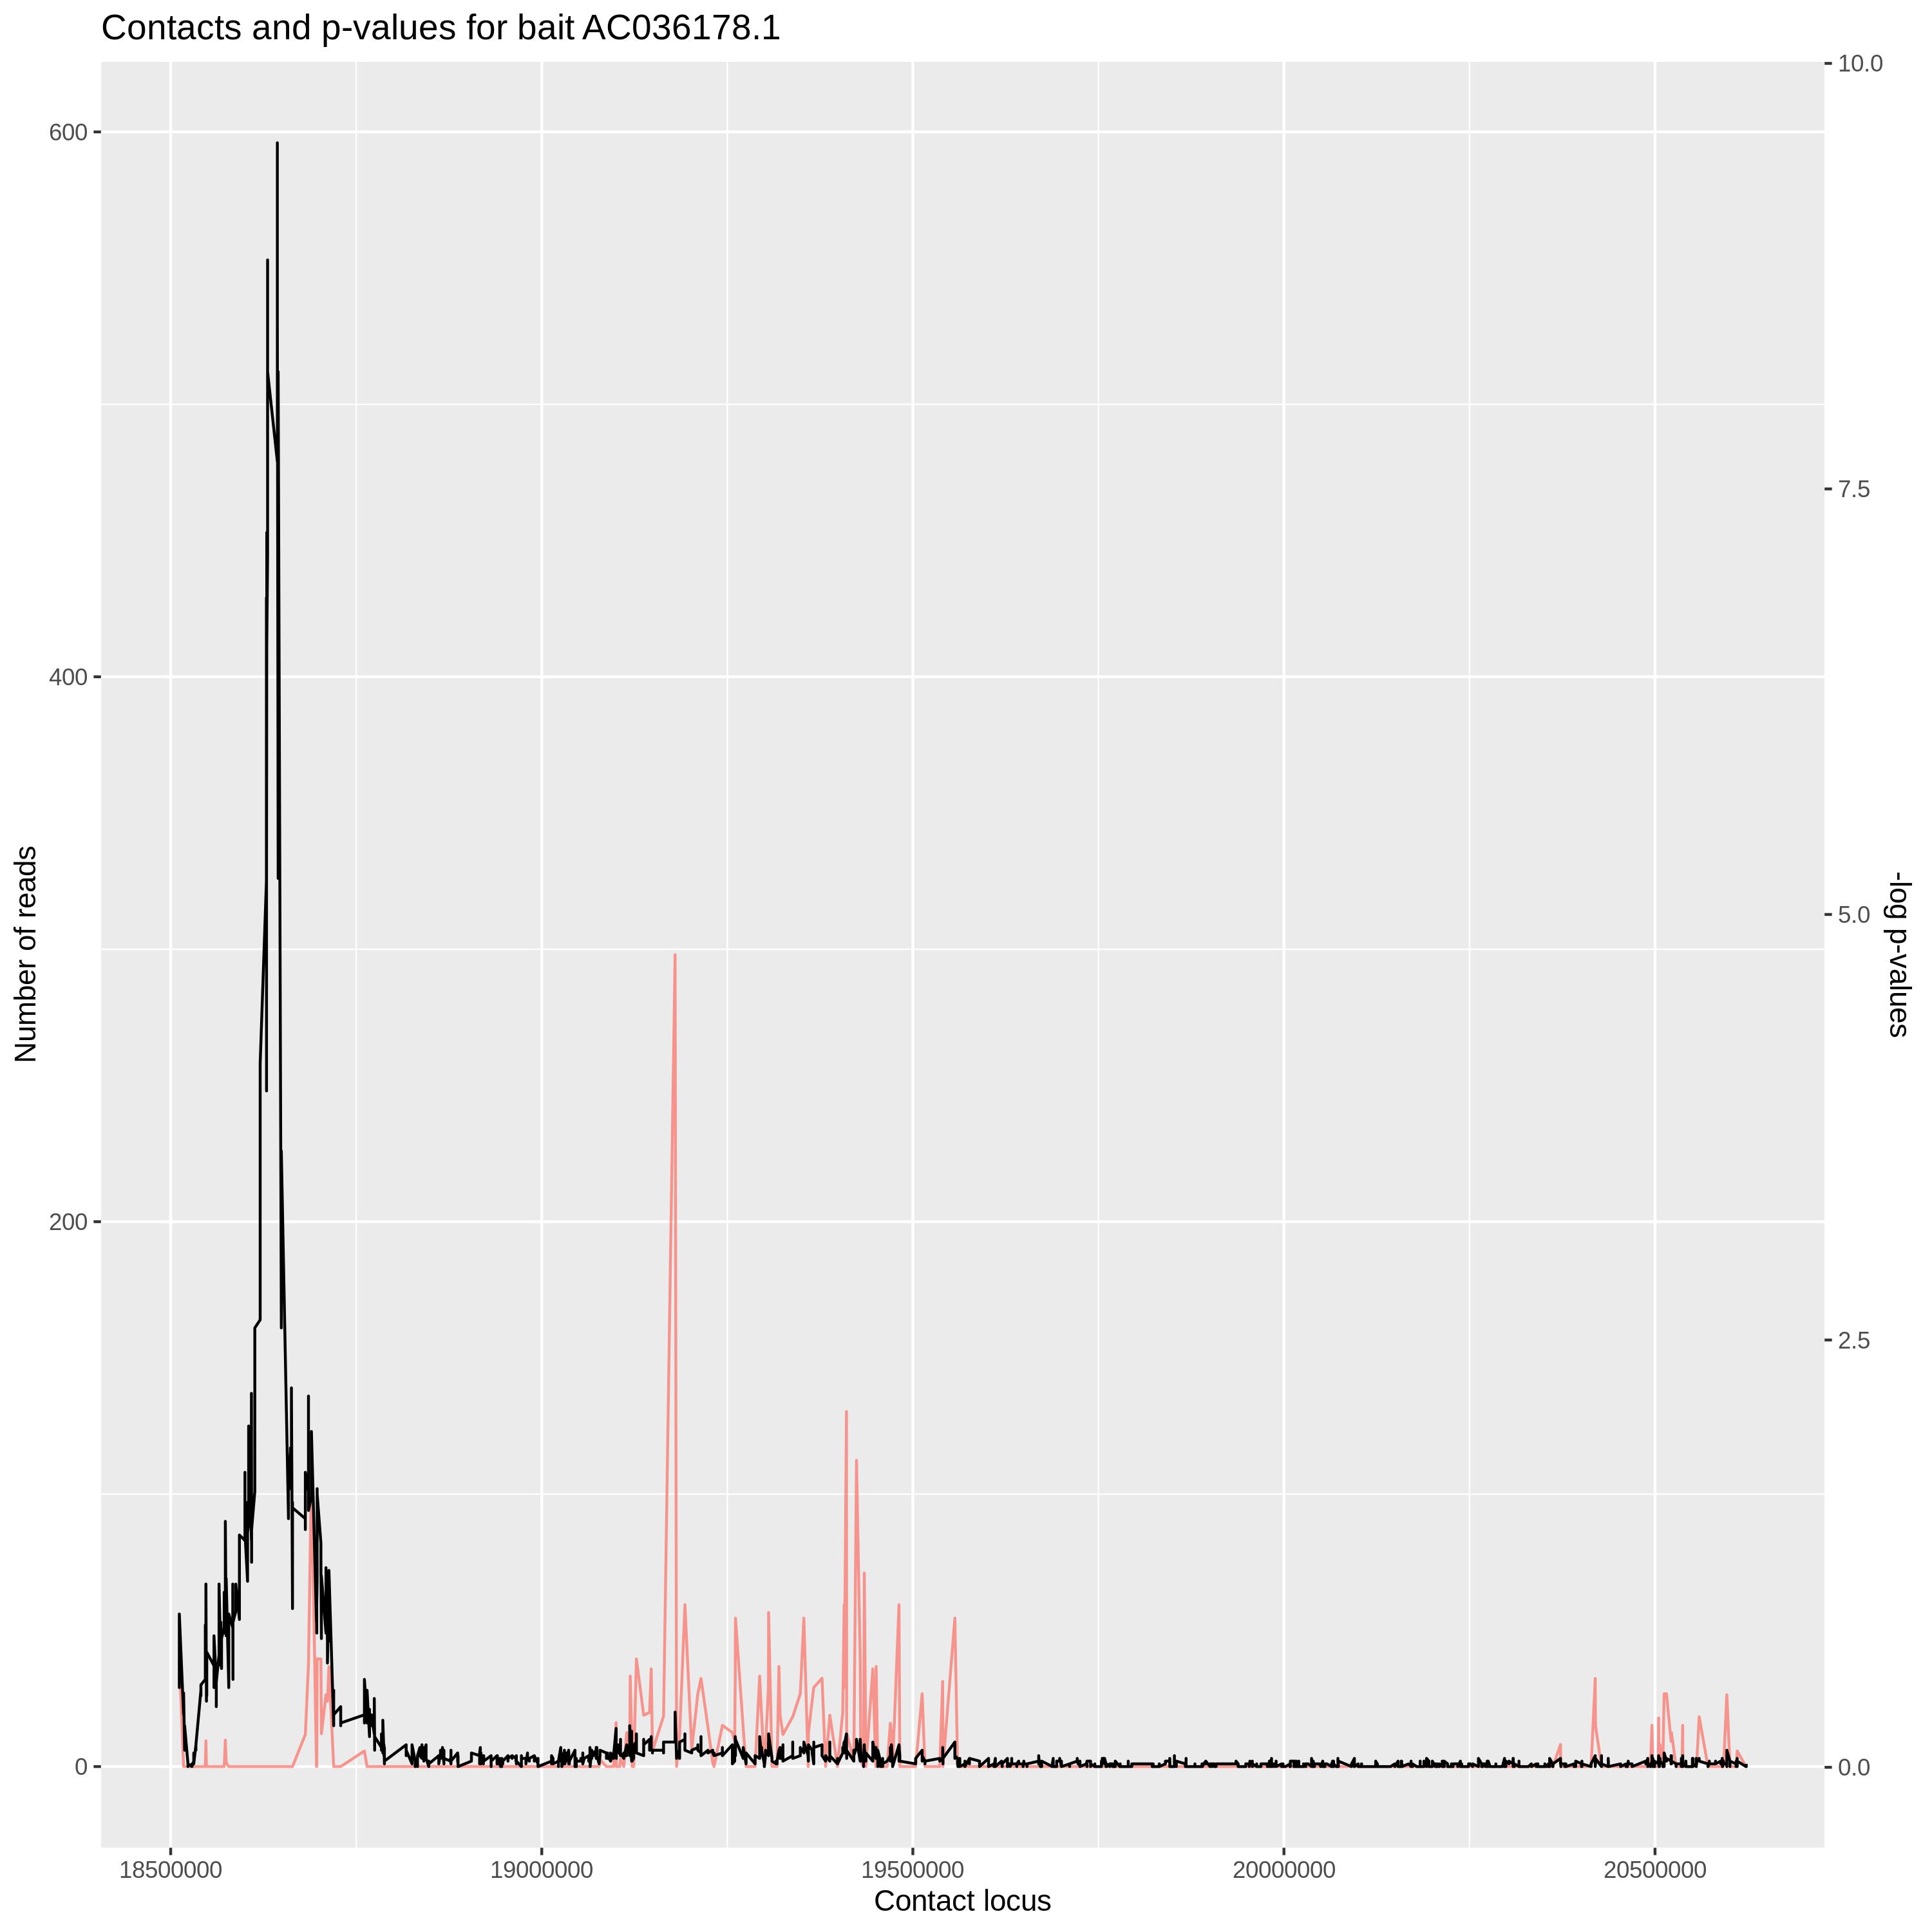 Contacts and p-values for bait AC036178.1
10.0
600
7.5
400
5.0
Number of reads
-log p-values
200
2.5
0
0.0
18500000 19000000 19500000 20000000 20500000
Contact locus